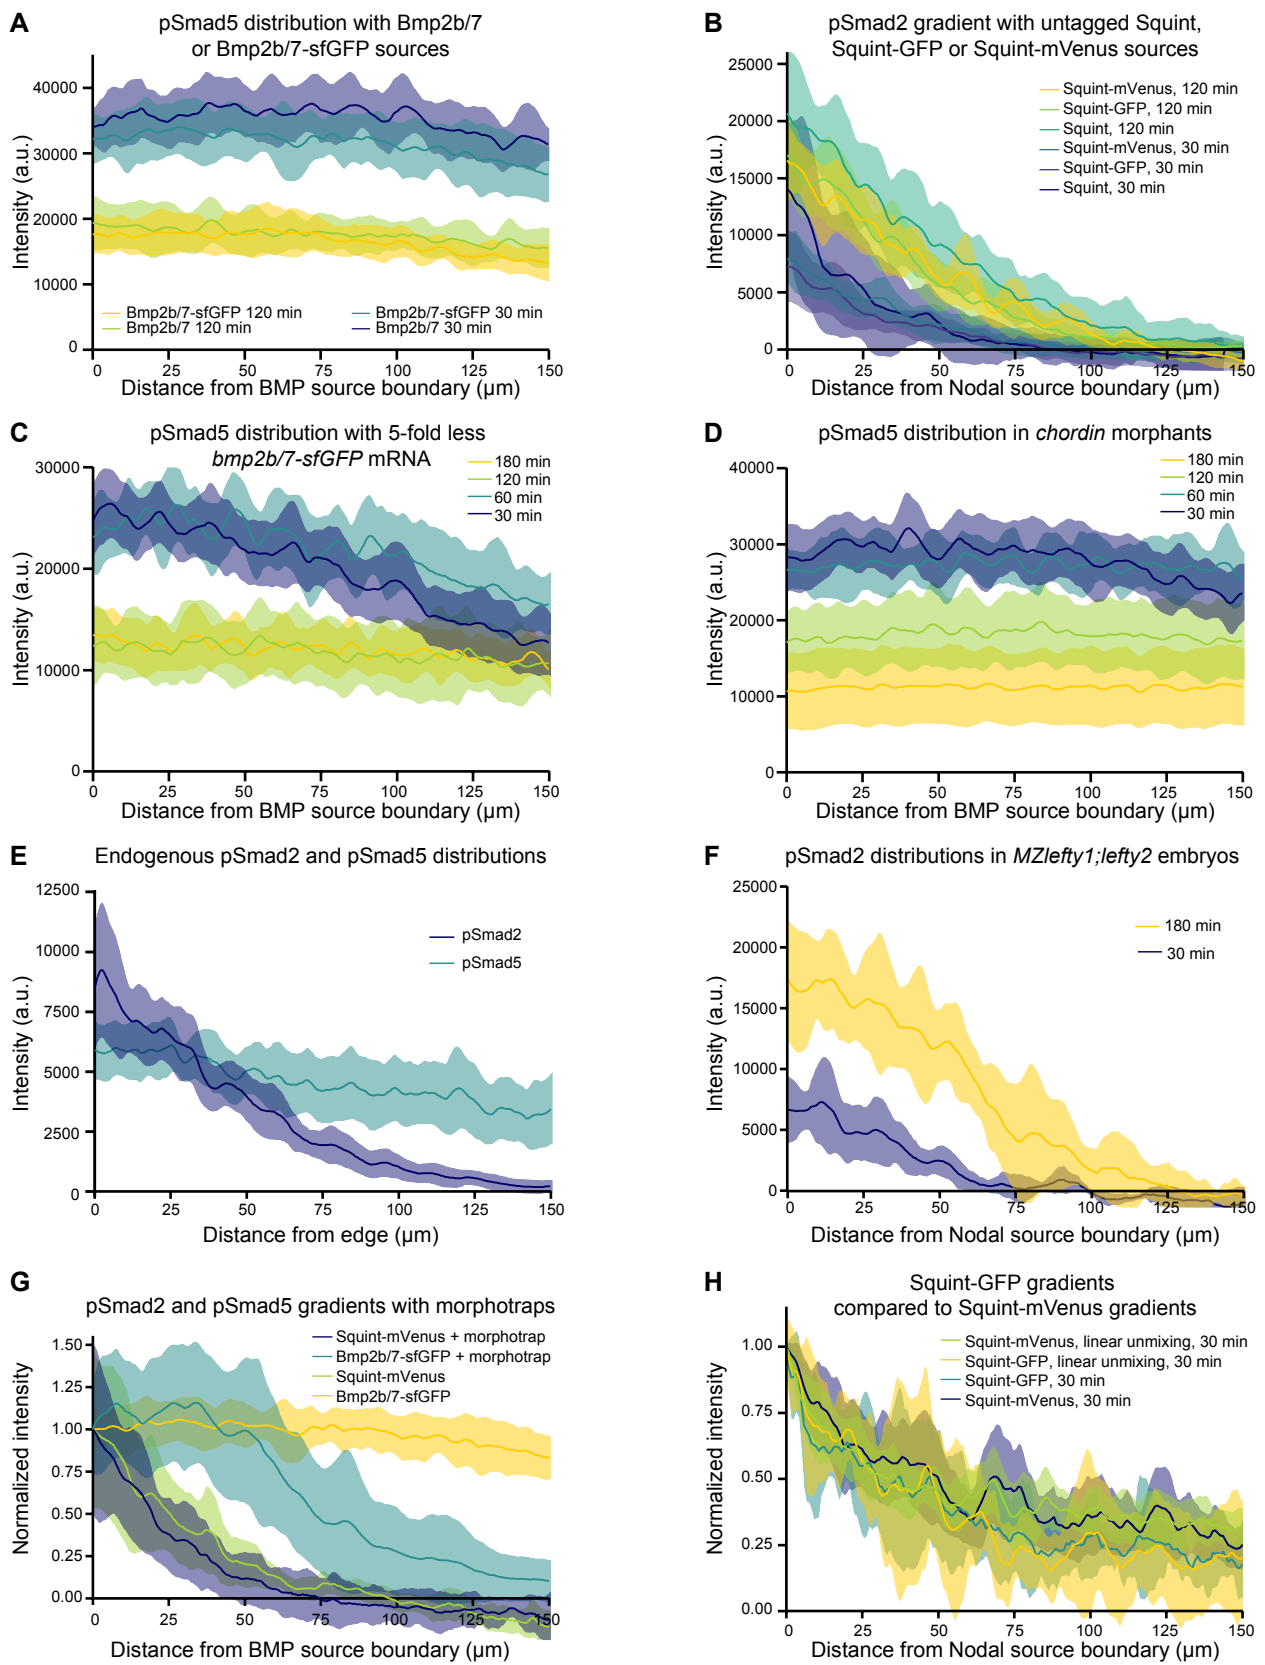 A
pSmad5 distribution with Bmp2b/7
or Bmp2b/7-sfGFP sources
Intensity (a.u.)
40000
30000
20000
10000
0
Bmp2b/7-sfGFP 120 min
Bmp2b/7 120 min
Bmp2b/7-sfGFP 30 min
Bmp2b/7 30 min
0 25 50 75 100 125 150
Distance from BMP source boundary (µm)
B
pSmad2 gradient with untagged Squint,
Squint-GFP or Squint-mVenus sources
Intensity (a.u.)
25000
20000
15000
10000
5000
0
Squint-mVenus, 120 min
Squint-GFP, 120 min
Squint, 120 min
Squint-mVenus, 30 min
Squint-GFP, 30 min
Squint, 30 min
0 25 50 75 100 125 150
Distance from Nodal source boundary (µm)
C
pSmad5 distribution with 5-fold less
bmp2b/7-sfGFP mRNA
Intensity (a.u.)
30000
20000
10000
0
180 min
120 min
60 min
30 min
0 25 50 75 100 125 150
Distance from BMP source boundary (µm)
D
pSmad5 distribution in chordin morphants
Intensity (a.u.)
40000
30000
20000
10000
0
180 min
120 min
60 min
30 min
0 25 50 75 100 125 150
Distance from BMP source boundary (µm)
E
Endogenous pSmad2 and pSmad5 distributions
Intensity (a.u.)
12500
10000
7500
5000
2500
0
pSmad2
pSmad5
0 25 50 75 100 125 150
Distance from edge (µm)
F
pSmad2 distributions in MZlefty1;lefty2 embryos
Intensity (a.u.)
25000
20000
15000
10000
5000
0
180 min
30 min
0 25 50 75 100 125 150
Distance from Nodal source boundary (µm)
G
pSmad2 and pSmad5 gradients with morphotraps
Normalized intensity
1.50
1.25
1.00
0.75
0.50
0.25
0.00
Squint-mVenus + morphotrap
Bmp2b/7-sfGFP + morphotrap
Squint-mVenus
Bmp2b/7-sfGFP
0 25 50 75 100 125 150
Distance from BMP source boundary (µm)
H
Squint-GFP gradients
compared to Squint-mVenus gradients
Normalized intensity
1.00
0.75
0.50
0.25
0.00
Squint-mVenus, linear unmixing, 30 min
Squint-GFP, linear unmixing, 30 min
Squint-GFP, 30 min
Squint-mVenus, 30 min
0 25 50 75 100 125 150
Distance from Nodal source boundary (µm)